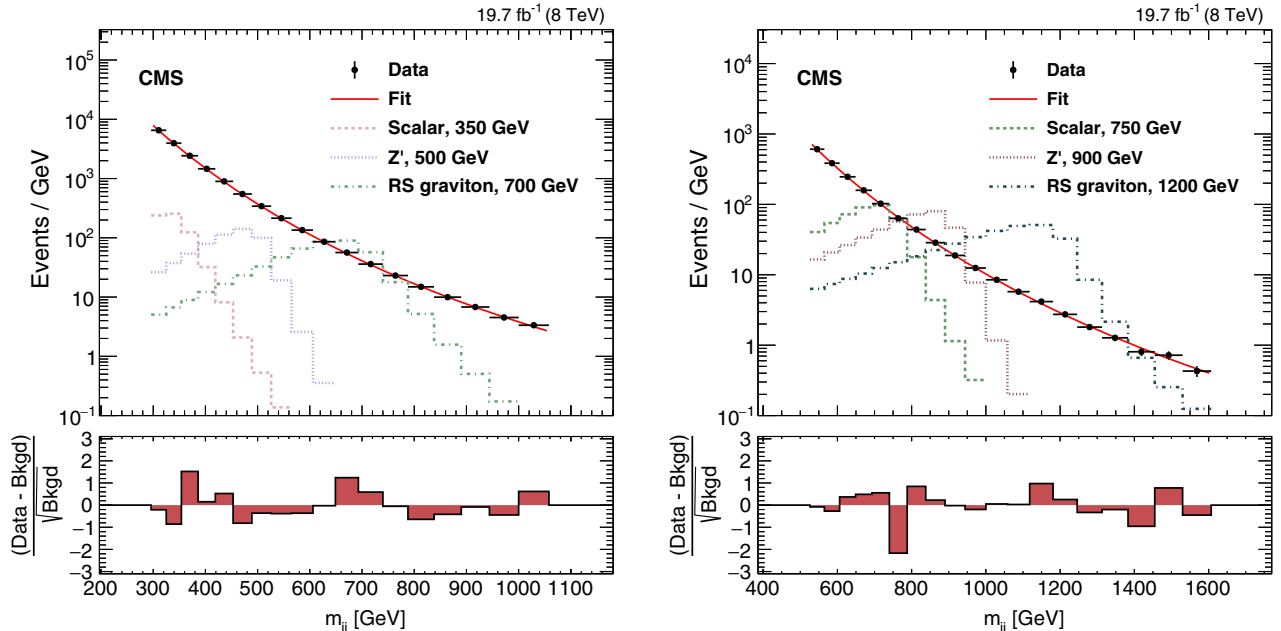 19.7 fb⁻¹ (8 TeV)
CMS
Data
Fit
Scalar, 350 GeV
Z', 500 GeV
RS graviton, 700 GeV
Events / GeV
10⁵
10⁴
10³
10²
10
1
10⁻¹
(Data - Bkgd)
√Bkgd
3
2
1
0
−1
−2
−3
200 300 400 500 600 700 800 900 1000 1100
m_jj [GeV]
19.7 fb⁻¹ (8 TeV)
CMS
Data
Fit
Scalar, 750 GeV
Z', 900 GeV
RS graviton, 1200 GeV
Events / GeV
10⁴
10³
10²
10
1
10⁻¹
(Data - Bkgd)
√Bkgd
3
2
1
0
−1
−2
−3
400 600 800 1000 1200 1400 1600
m_jj [GeV]